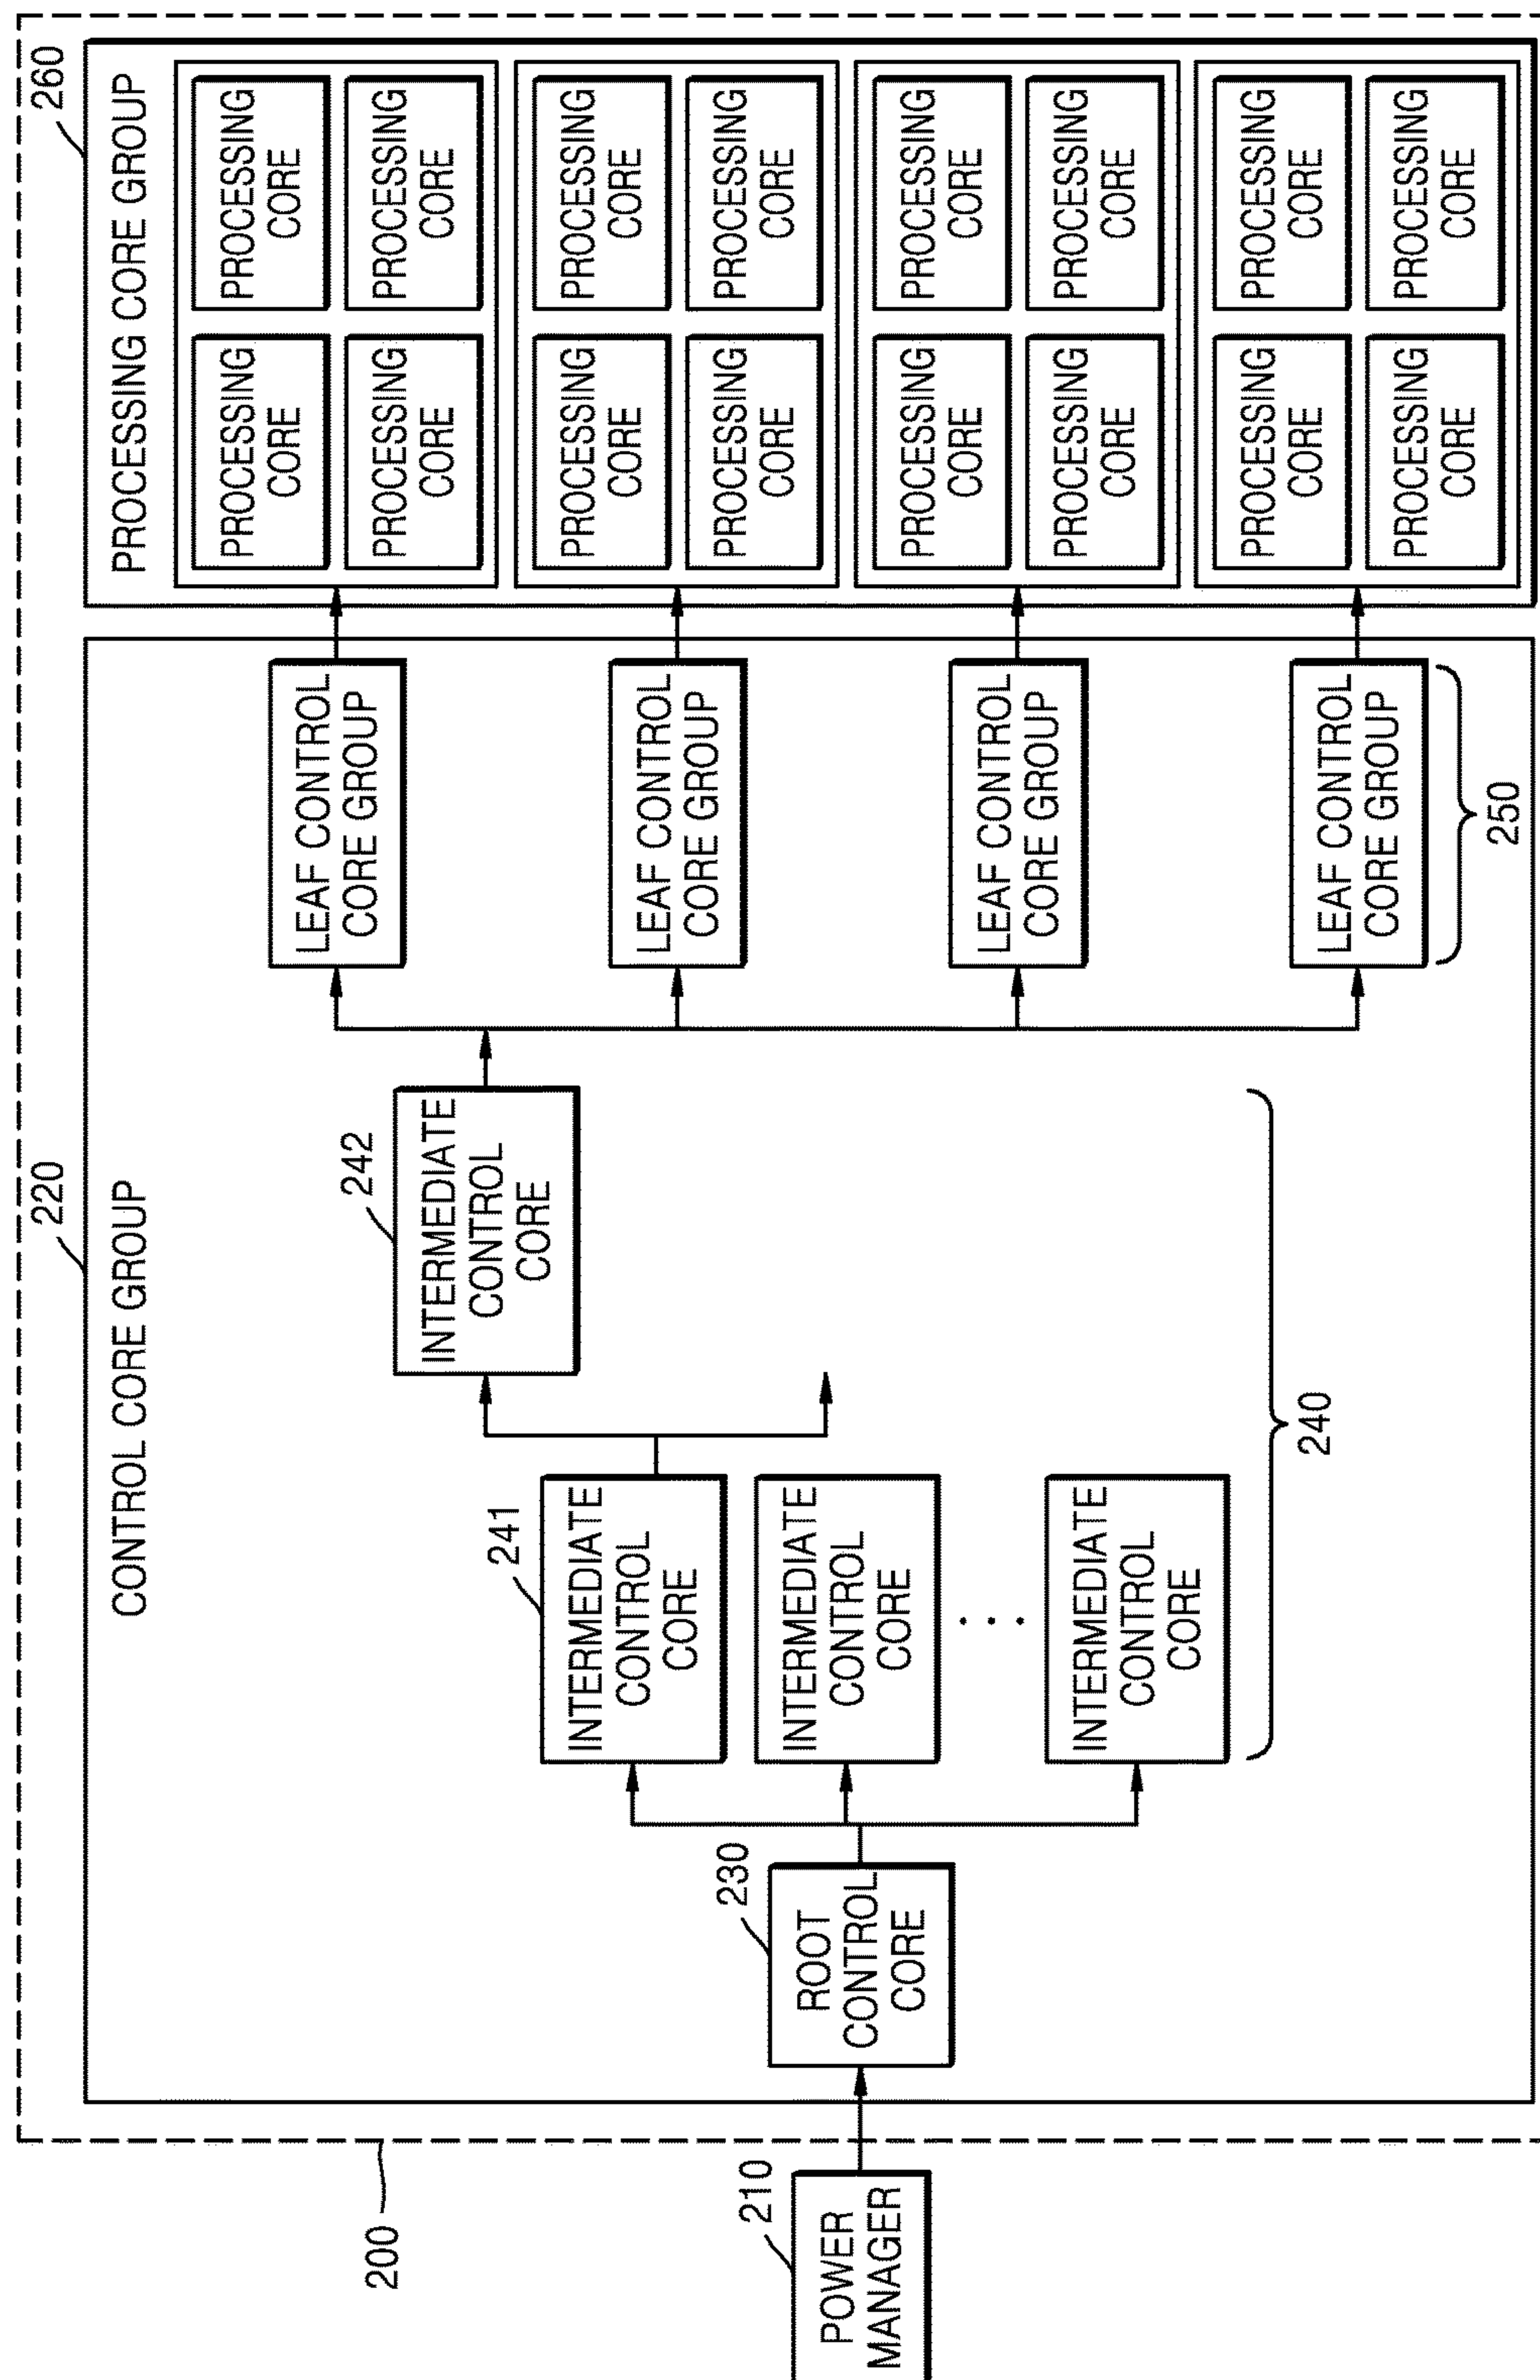 200
210
POWER
MANAGER
220
CONTROL CORE GROUP
230
ROOT
CONTROL
CORE
241
INTERMEDIATE
CONTROL
CORE
INTERMEDIATE
CONTROL
CORE
. . .
INTERMEDIATE
CONTROL
CORE
240
242
INTERMEDIATE
CONTROL
CORE
LEAF CONTROL
CORE GROUP
LEAF CONTROL
CORE GROUP
LEAF CONTROL
CORE GROUP
LEAF CONTROL
CORE GROUP
250
260
PROCESSING CORE GROUP
PROCESSING
CORE
PROCESSING
CORE
PROCESSING
CORE
PROCESSING
CORE
PROCESSING
CORE
PROCESSING
CORE
PROCESSING
CORE
PROCESSING
CORE
PROCESSING
CORE
PROCESSING
CORE
PROCESSING
CORE
PROCESSING
CORE
PROCESSING
CORE
PROCESSING
CORE
PROCESSING
CORE
PROCESSING
CORE